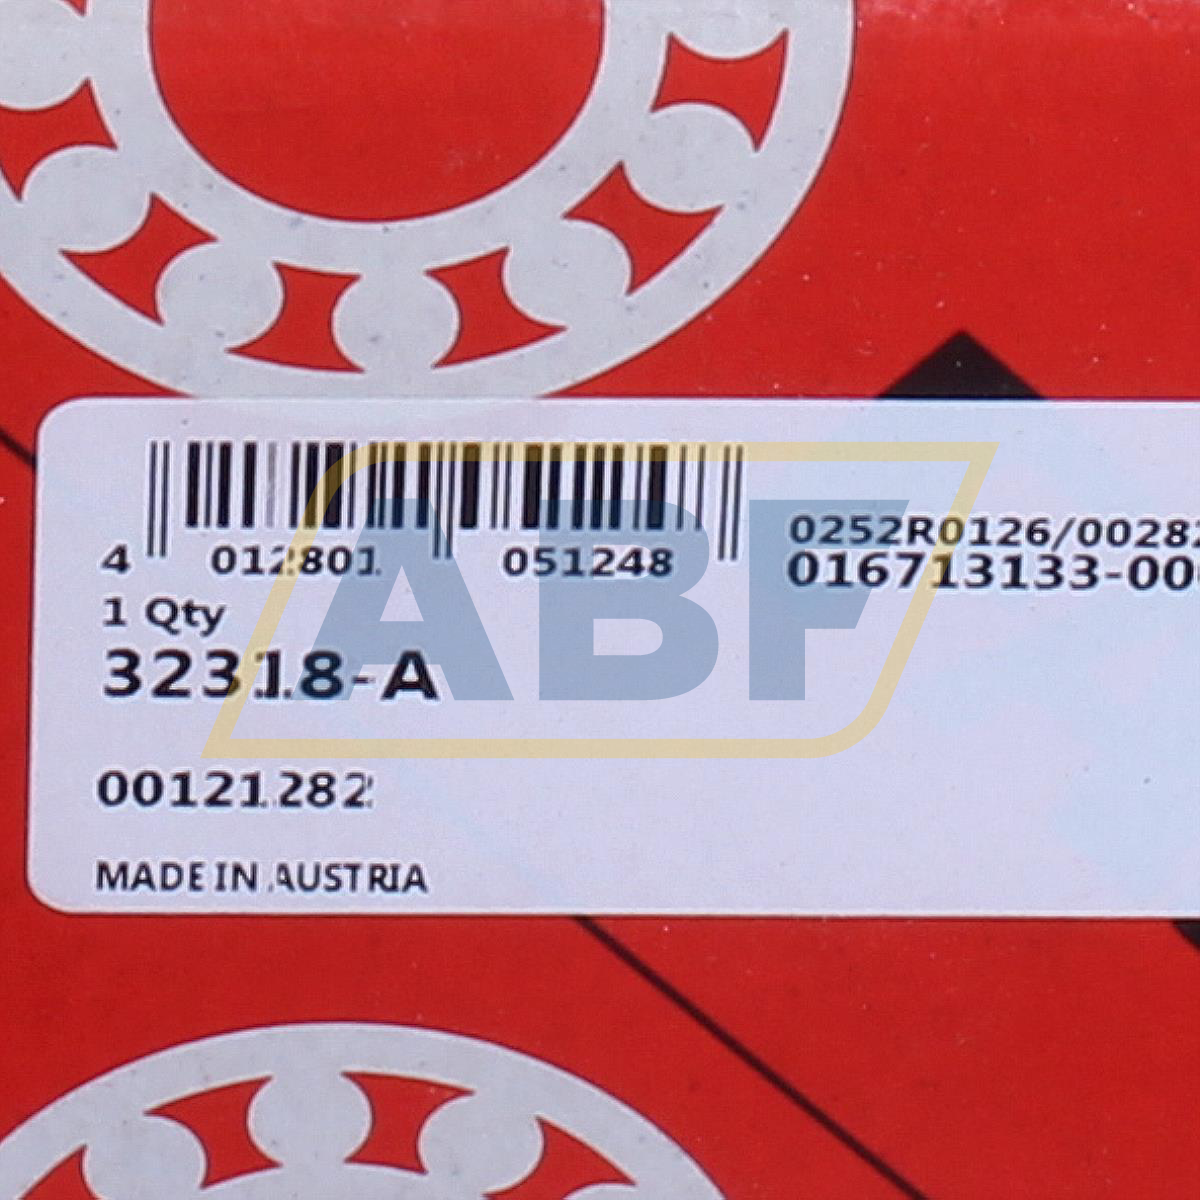 4 012801 051248
0252R0126/00282
016713133-00
1 Qty
32318-A
00121282
MADE IN AUSTRIA
ABF